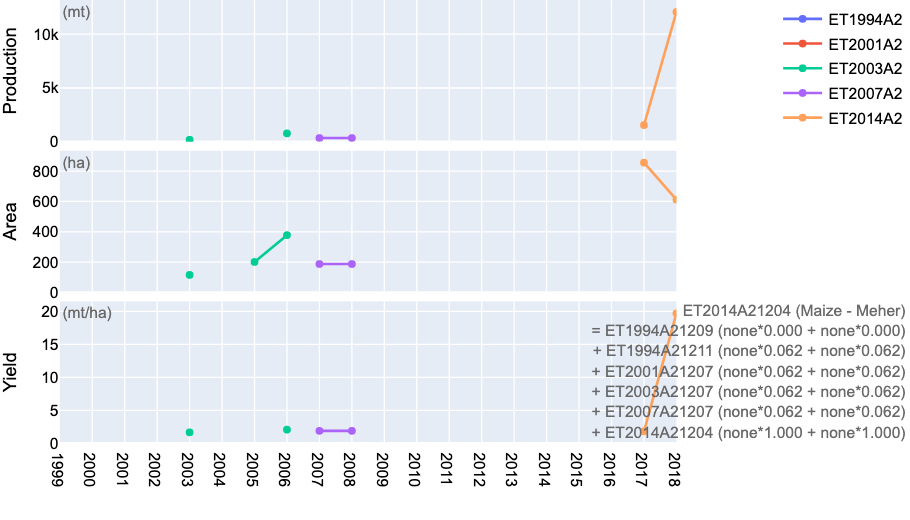 (mt)
Production
10k
5k
0
ET1994A2
ET2001A2
ET2003A2
ET2007A2
ET2014A2
(ha)
Area
800
600
400
200
0
(mt/ha)
Yield
20
15
10
5
0
ET2014A21204 (Maize - Meher)
= ET1994A21209 (none*0.000 + none*0.000)
+ ET1994A21211 (none*0.062 + none*0.062)
+ ET2001A21207 (none*0.062 + none*0.062)
+ ET2003A21207 (none*0.062 + none*0.062)
+ ET2007A21207 (none*0.062 + none*0.062)
+ ET2014A21204 (none*1.000 + none*1.000)
1999
2000
2001
2002
2003
2004
2005
2006
2007
2008
2009
2010
2011
2012
2013
2014
2015
2016
2017
2018